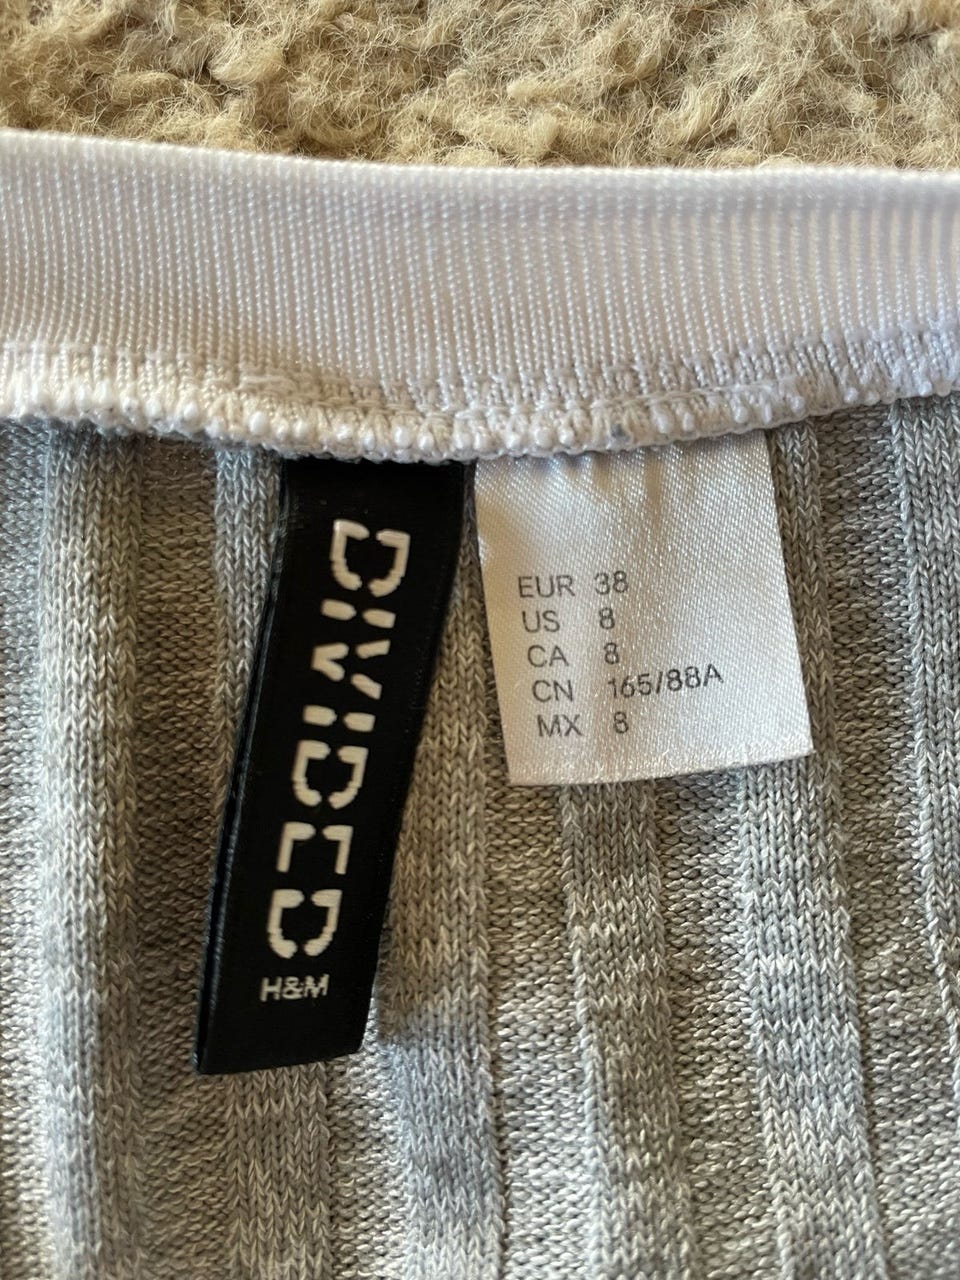 DIVIDED
H&M
EUR 38
US 8
CA 8
CN 165/88A
MX 8